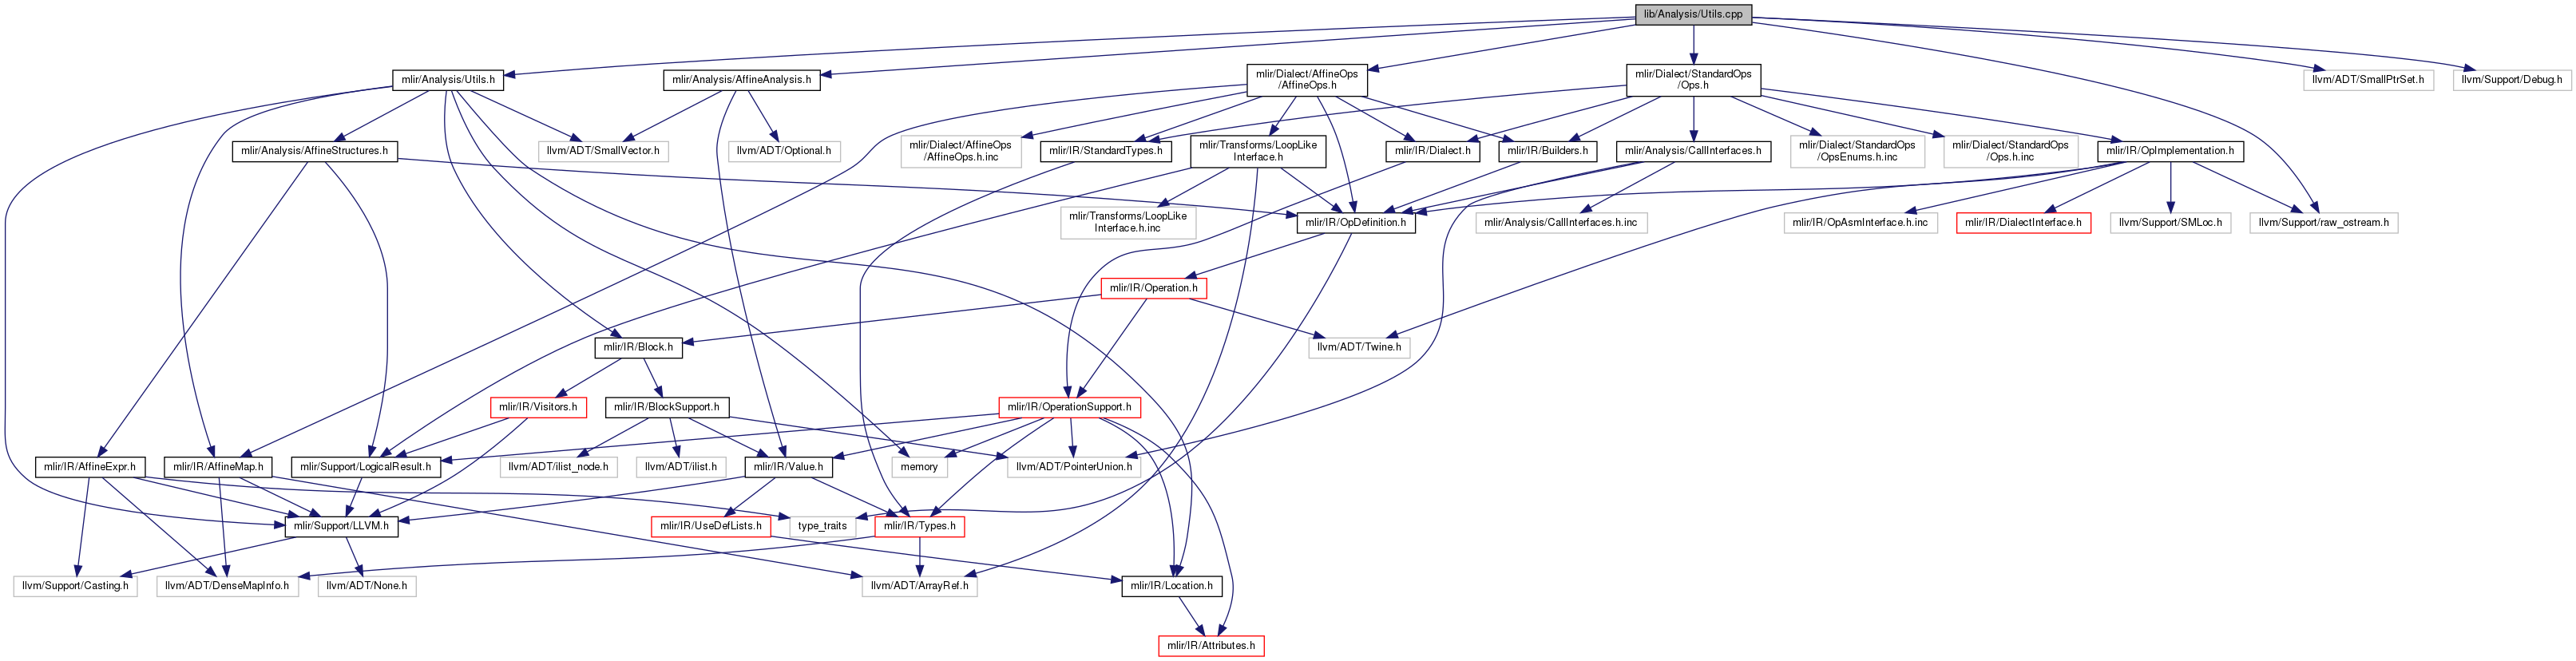 lib/Analysis/Utils.cpp
mlir/Analysis/Utils.h
mlir/Analysis/AffineAnalysis.h
mlir/Dialect/AffineOps
/AffineOps.h
mlir/Dialect/StandardOps
/Ops.h
llvm/ADT/SmallPtrSet.h
llvm/Support/Debug.h
mlir/Analysis/AffineStructures.h
llvm/ADT/SmallVector.h
llvm/ADT/Optional.h
mlir/Dialect/AffineOps
/AffineOps.h.inc
mlir/IR/StandardTypes.h
mlir/Transforms/LoopLike
Interface.h
mlir/IR/Dialect.h
mlir/IR/Builders.h
mlir/Analysis/CallInterfaces.h
mlir/Dialect/StandardOps
/OpsEnums.h.inc
mlir/Dialect/StandardOps
/Ops.h.inc
mlir/IR/OpImplementation.h
mlir/Transforms/LoopLike
Interface.h.inc
mlir/IR/OpDefinition.h
mlir/Analysis/CallInterfaces.h.inc
mlir/IR/OpAsmInterface.h.inc
mlir/IR/DialectInterface.h
llvm/Support/SMLoc.h
llvm/Support/raw_ostream.h
mlir/IR/Operation.h
mlir/IR/Block.h
llvm/ADT/Twine.h
mlir/IR/Visitors.h
mlir/IR/BlockSupport.h
mlir/IR/OperationSupport.h
mlir/IR/AffineExpr.h
mlir/IR/AffineMap.h
mlir/Support/LogicalResult.h
llvm/ADT/ilist_node.h
llvm/ADT/ilist.h
mlir/IR/Value.h
memory
llvm/ADT/PointerUnion.h
mlir/Support/LLVM.h
mlir/IR/UseDefLists.h
type_traits
mlir/IR/Types.h
llvm/Support/Casting.h
llvm/ADT/DenseMapInfo.h
llvm/ADT/None.h
llvm/ADT/ArrayRef.h
mlir/IR/Location.h
mlir/IR/Attributes.h